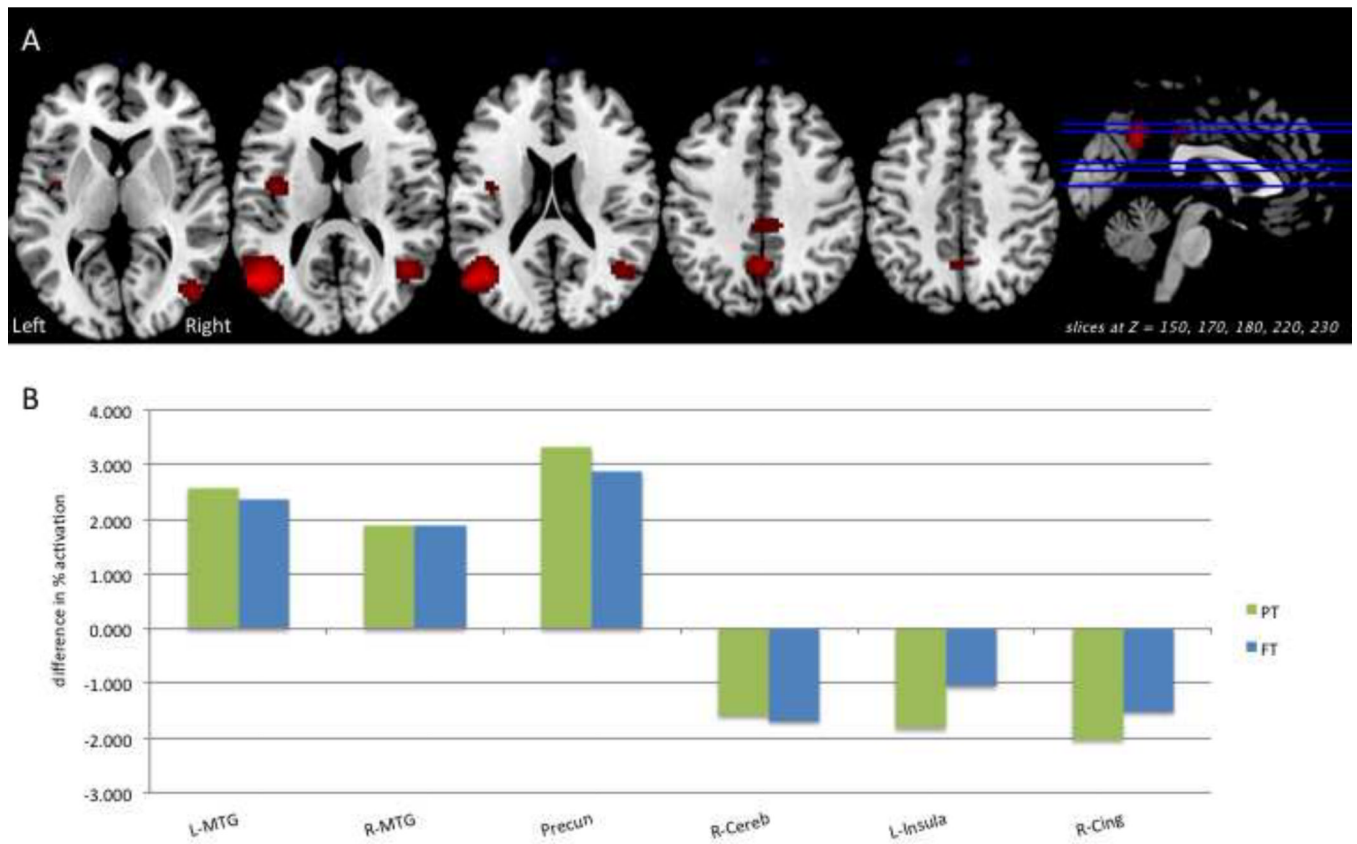 A
Left
Right
slices at Z = 150, 170, 180, 220, 230
B
4.000
3.000
2.000
1.000
0.000
-1.000
-2.000
-3.000
difference in % activation
L-MTG
R-MTG
Precun
R-Cereb
L-Insula
R-Cing
PT
FT